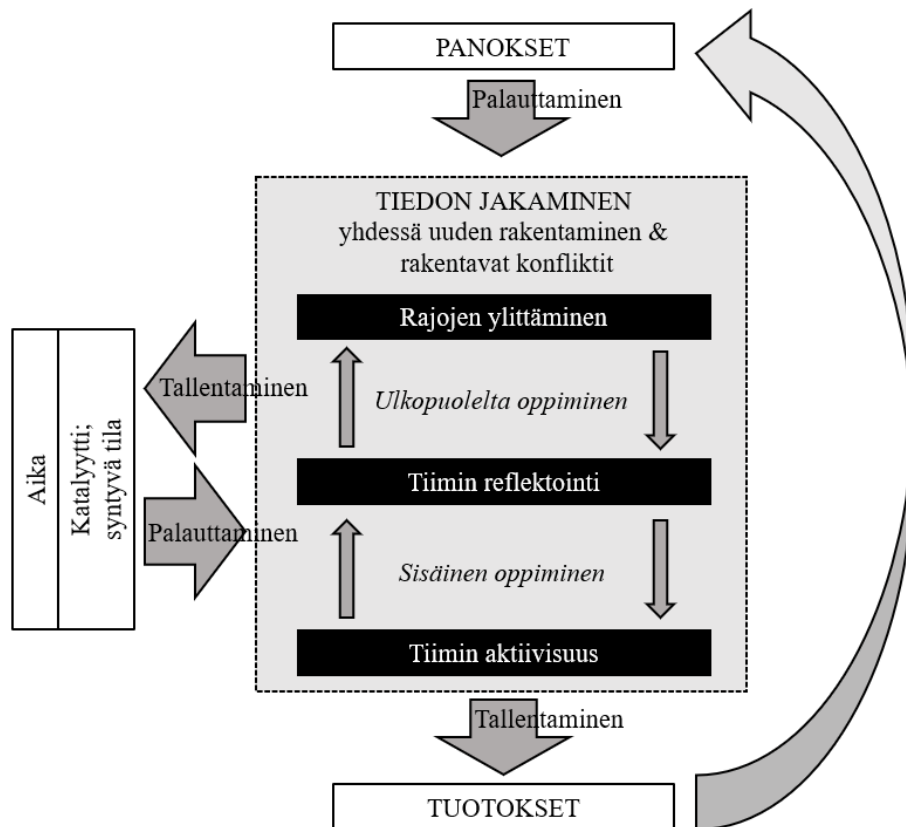 PANOKSET
Palauttaminen
TIEDON JAKAMINEN
yhdessä uuden rakentaminen &
rakentavat konfliktit
Rajojen ylittäminen
Tallentaminen
Ulkopuolelta oppiminen
Aika
Katalyytti;
syntyvä tila
Tiimin reflektointi
Palauttaminen
Sisäinen oppiminen
Tiimin aktiivisuus
Tallentaminen
TUOTOKSET